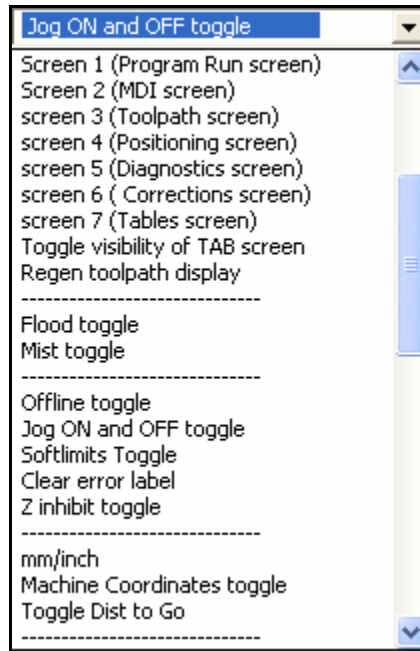 Jog ON and OFF toggle
Screen 1 (Program Run screen)
Screen 2 (MDI screen)
screen 3 (Toolpath screen)
screen 4 (Positioning screen)
screen 5 (Diagnostics screen)
screen 6 ( Corrections screen)
screen 7 (Tables screen)
Toggle visibility of TAB screen
Regen toolpath display
------------------------------
Flood toggle
Mist toggle
------------------------------
Offline toggle
Jog ON and OFF toggle
Softlimits Toggle
Clear error label
Z inhibit toggle
------------------------------
mm/inch
Machine Coordinates toggle
Toggle Dist to Go
------------------------------